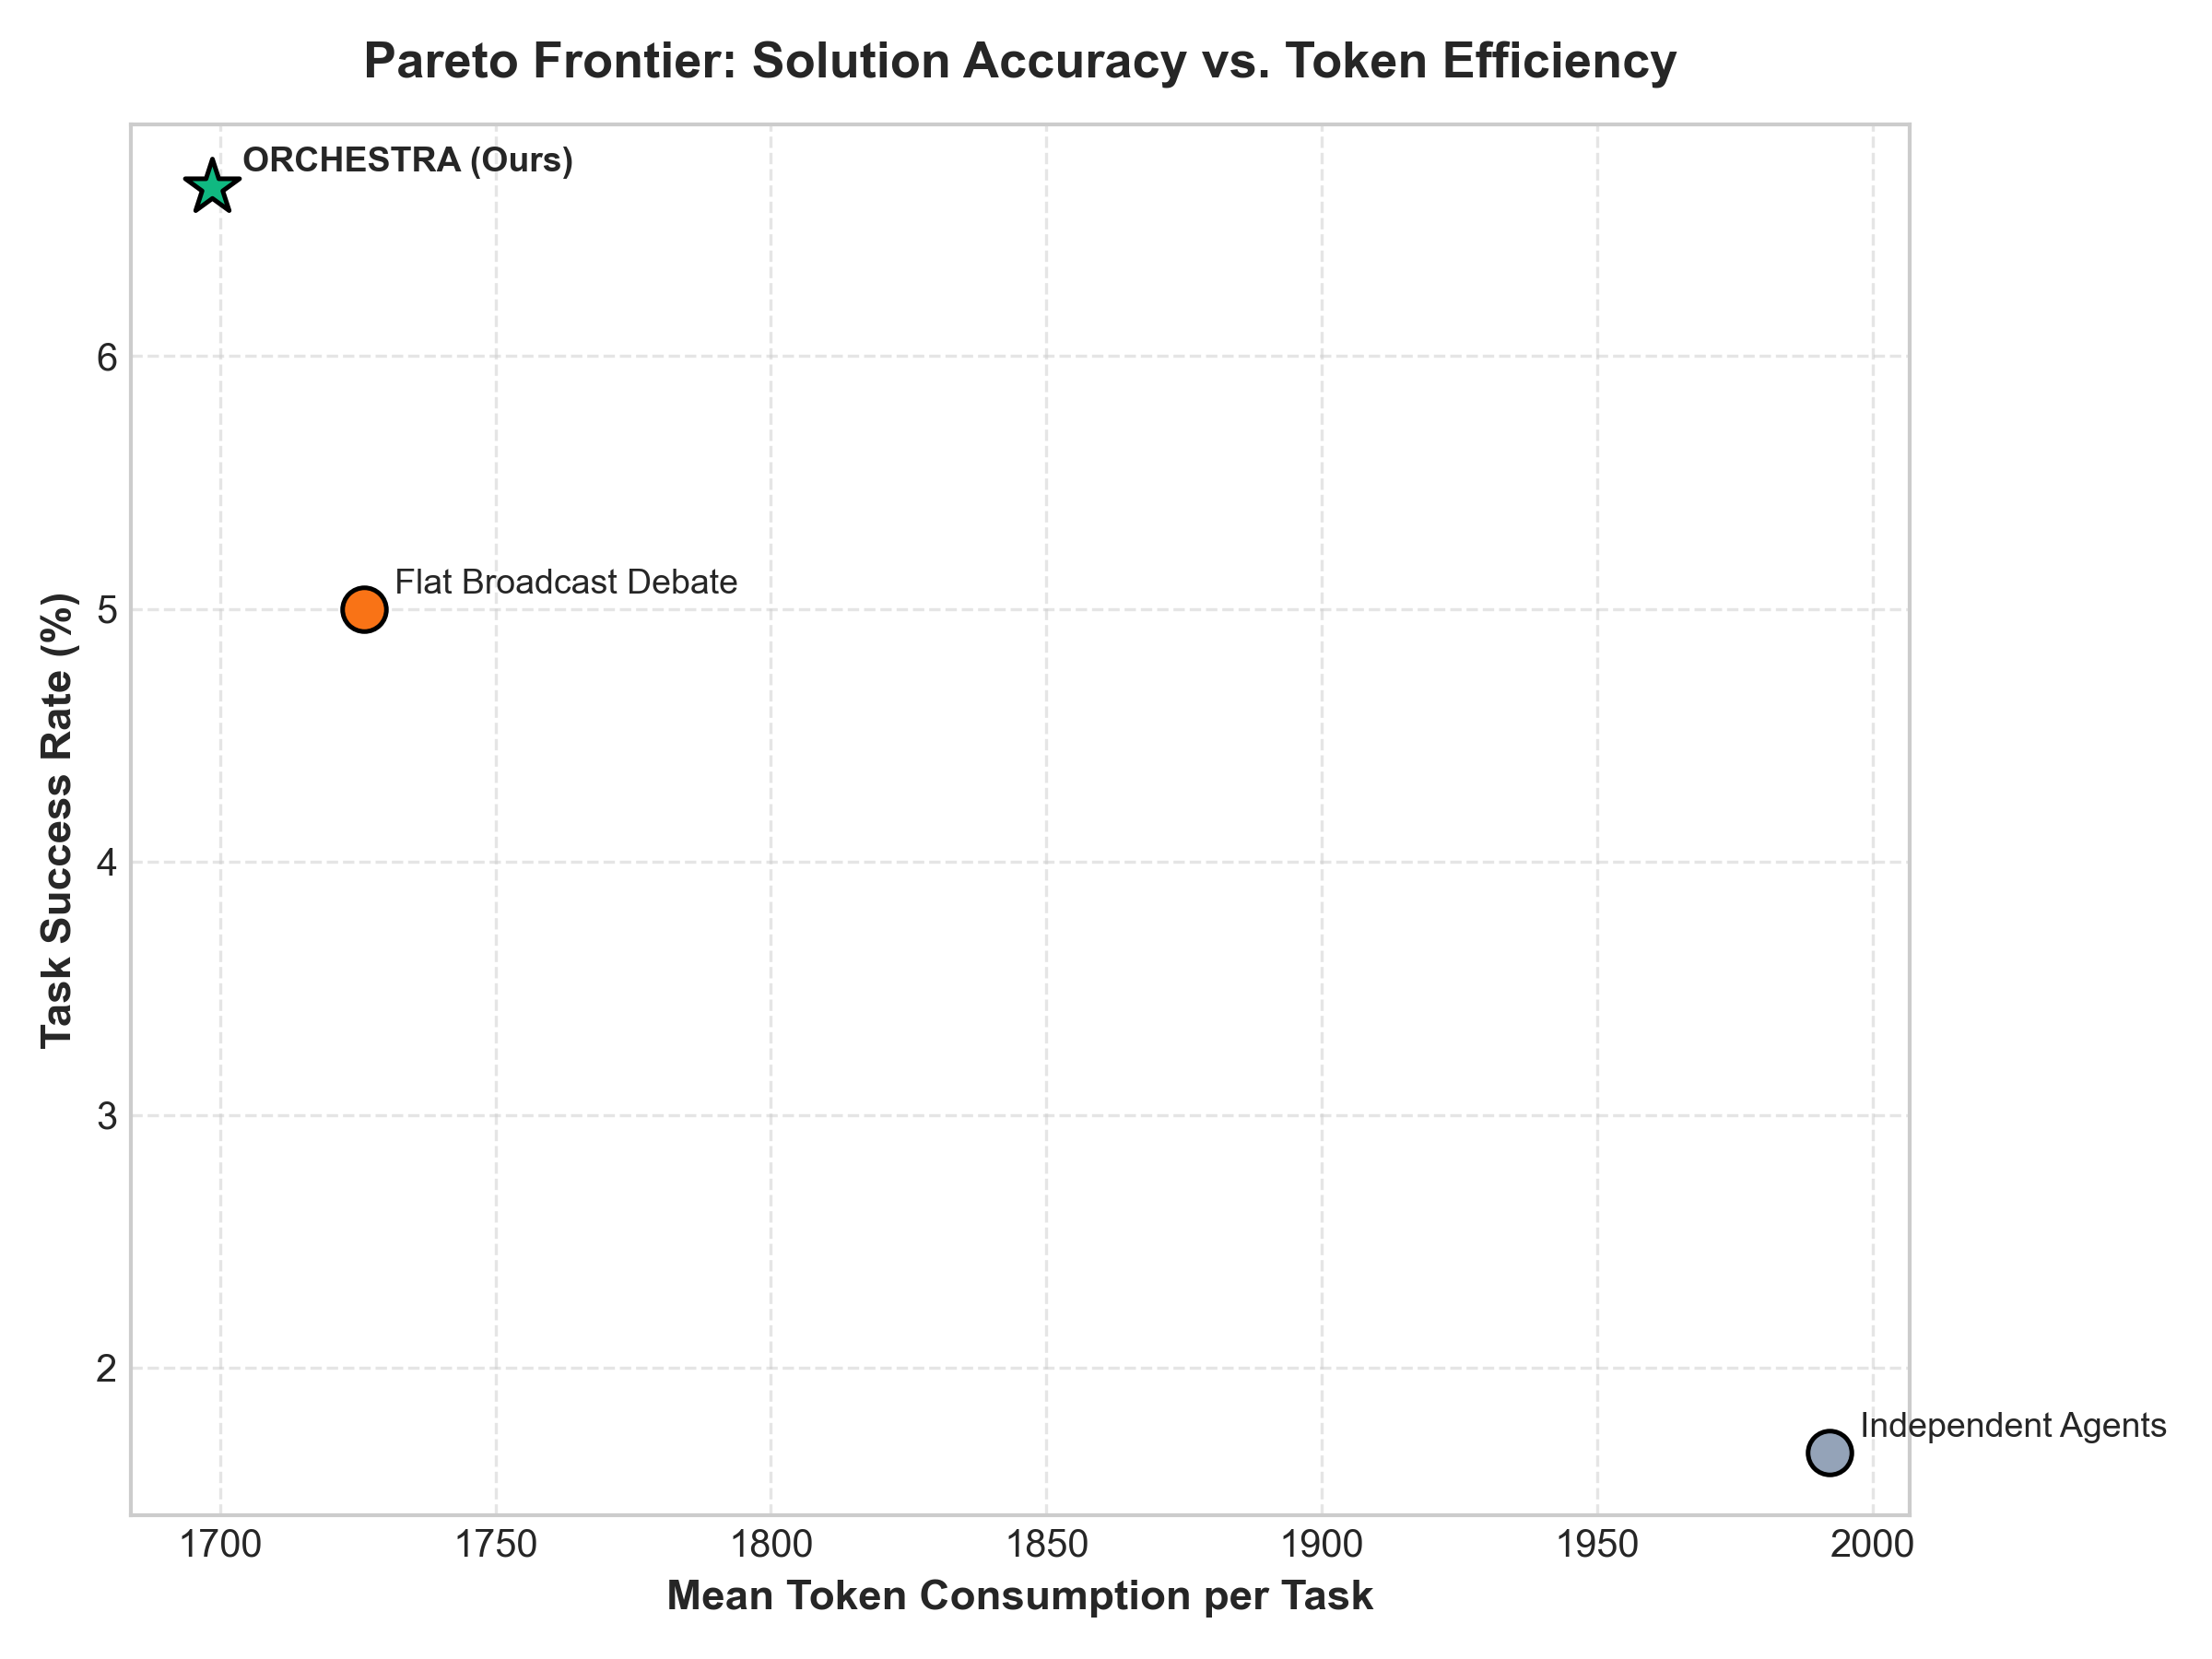 Pareto Frontier: Solution Accuracy vs. Token Efficiency
ORCHESTRA (Ours)
6
Flat Broadcast Debate
5
Task Success Rate (%)
4
3
2
Independent Agents
1700 1750 1800 1850 1900 1950 2000
Mean Token Consumption per Task